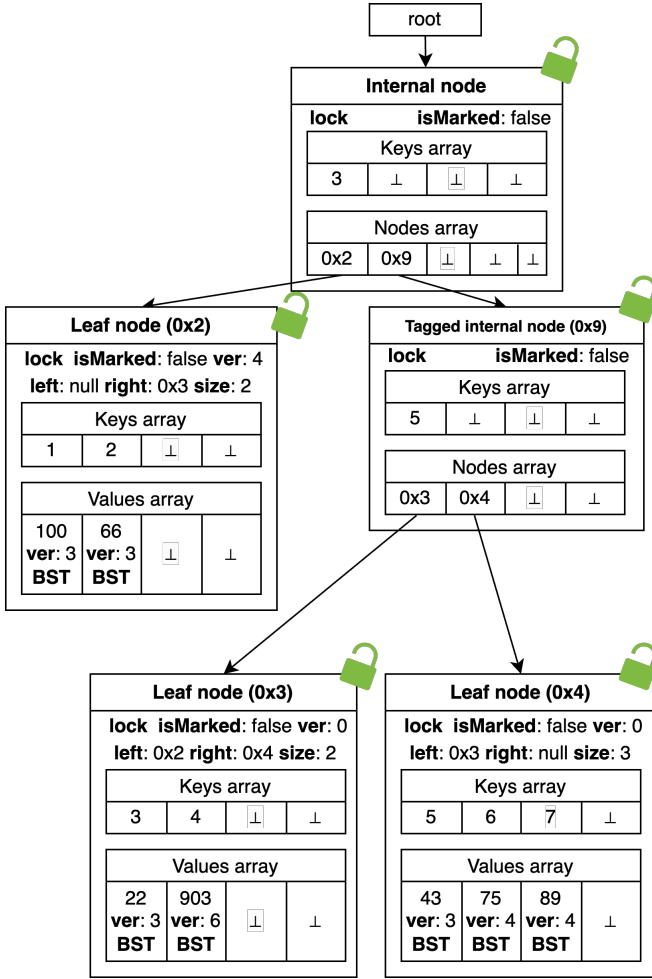 root
Internal node
lock isMarked: false
Keys array
3 ⊥ ⊥ ⊥
Nodes array
0x2 0x9 ⊥ ⊥ ⊥
Leaf node (0x2)
lock isMarked: false ver: 4
left: null right: 0x3 size: 2
Keys array
1 2 ⊥ ⊥
Values array
100 66 ⊥ ⊥
ver: 3 ver: 3
BST BST
Tagged internal node (0x9)
lock isMarked: false
Keys array
5 ⊥ ⊥ ⊥
Nodes array
0x3 0x4 ⊥ ⊥
Leaf node (0x3)
lock isMarked: false ver: 0
left: 0x2 right: 0x4 size: 2
Keys array
3 4 ⊥ ⊥
Values array
22 903 ⊥ ⊥
ver: 3 ver: 6
BST BST
Leaf node (0x4)
lock isMarked: false ver: 0
left: 0x3 right: null size: 3
Keys array
5 6 7 ⊥
Values array
43 75 89 ⊥
ver: 3 ver: 4 ver: 4
BST BST BST